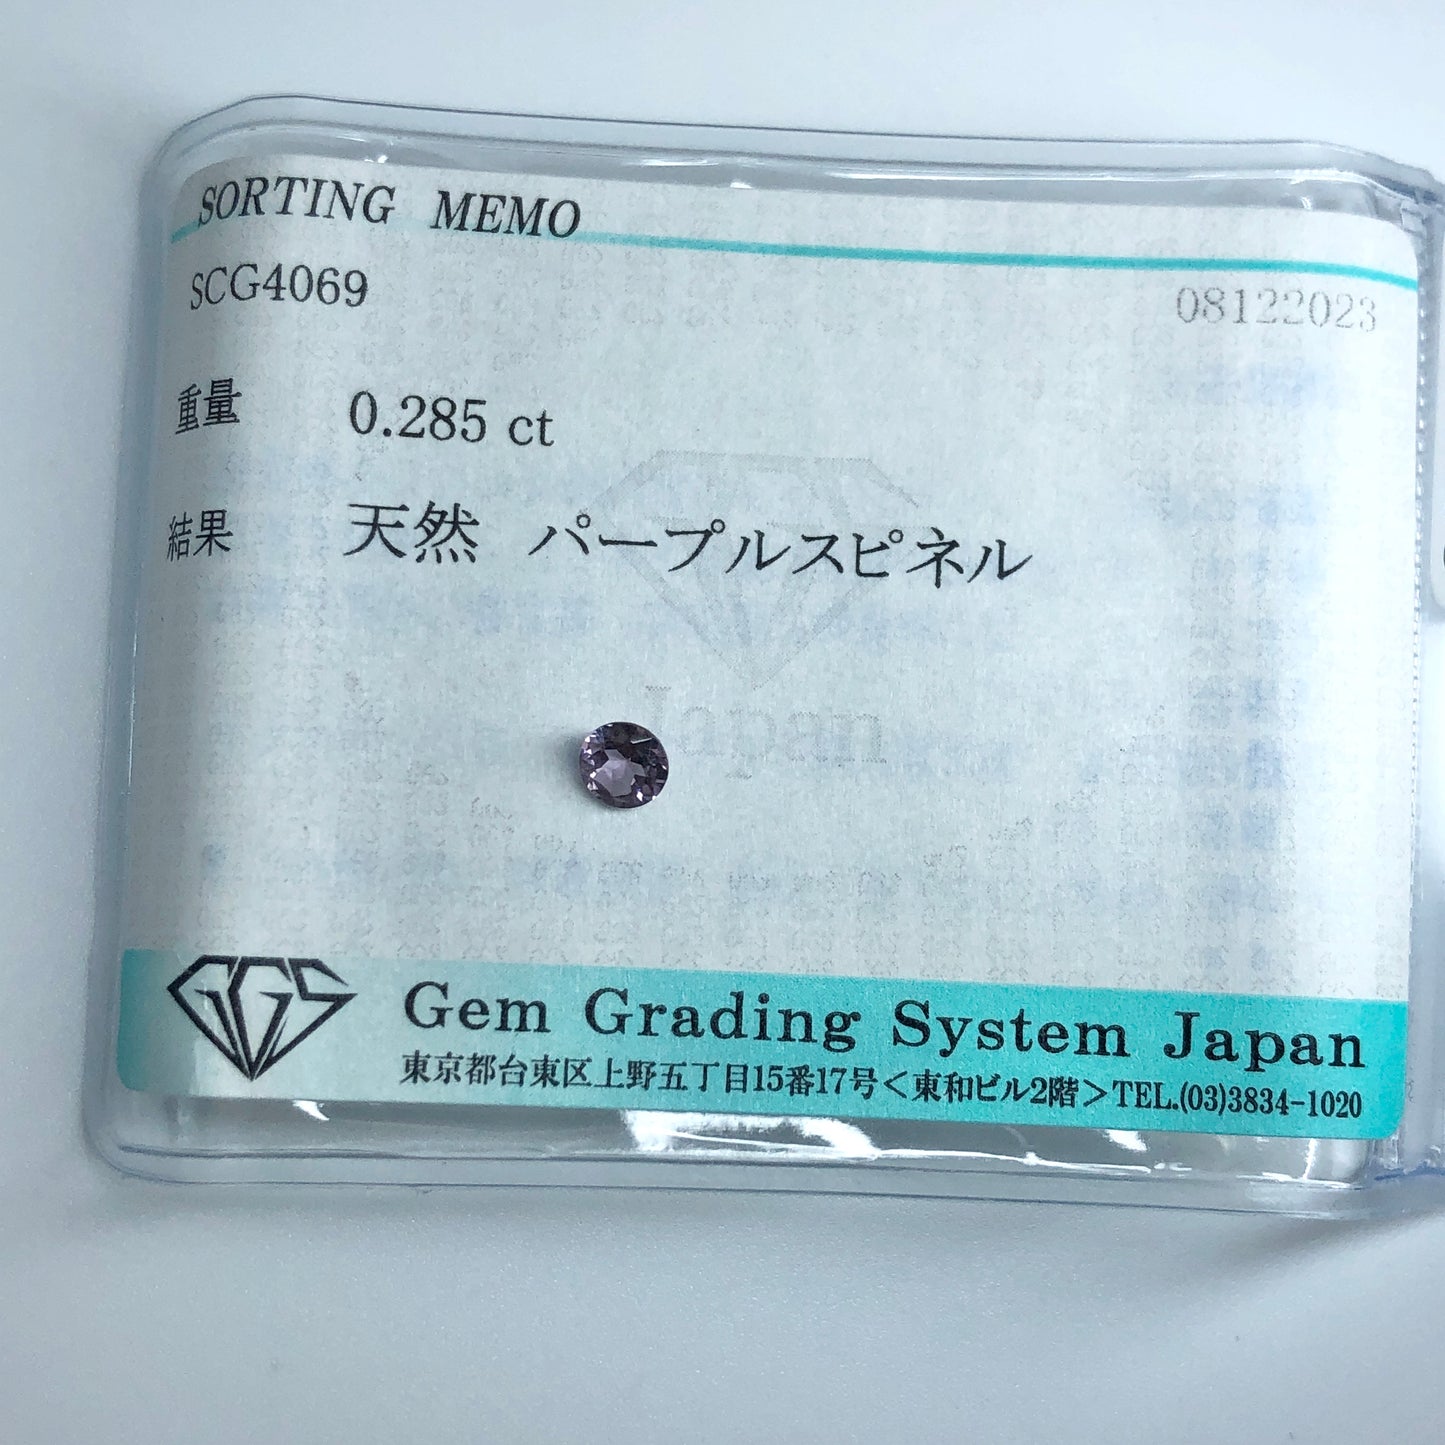 SORTING MEMO
SCG4069 08122023
重量 0.285 ct
結果 天然 パープルスピネル
Japan
GGS Gem Grading System Japan
東京都台東区上野五丁目15番17号＜東和ビル2階＞TEL.(03)3834-1020